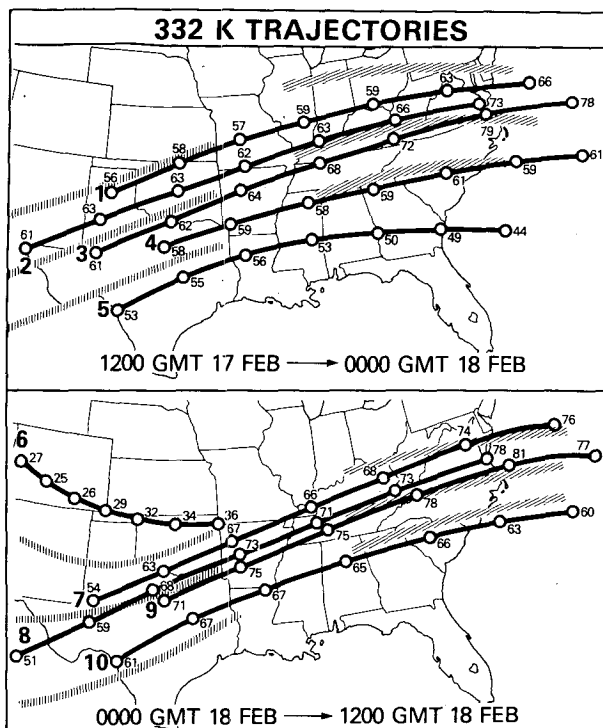 332 K TRAJECTORIES
1 56 58 57 59 59 63 66
2 61 63 63 62 63 66 73
3 61 62 64 68 72 79 78
4 58 59 58 59 61 59 61
5 53 55 56 53 50 49 44
1200 GMT 17 FEB → 0000 GMT 18 FEB
6 27 25 26 29 32 34 36
7 54 63 67 66 68 74 76
8 51 59 68 73 71 73 78
9 71 75 75 78 81 77
10 61 67 67 65 66 63 60
0000 GMT 18 FEB → 1200 GMT 18 FEB